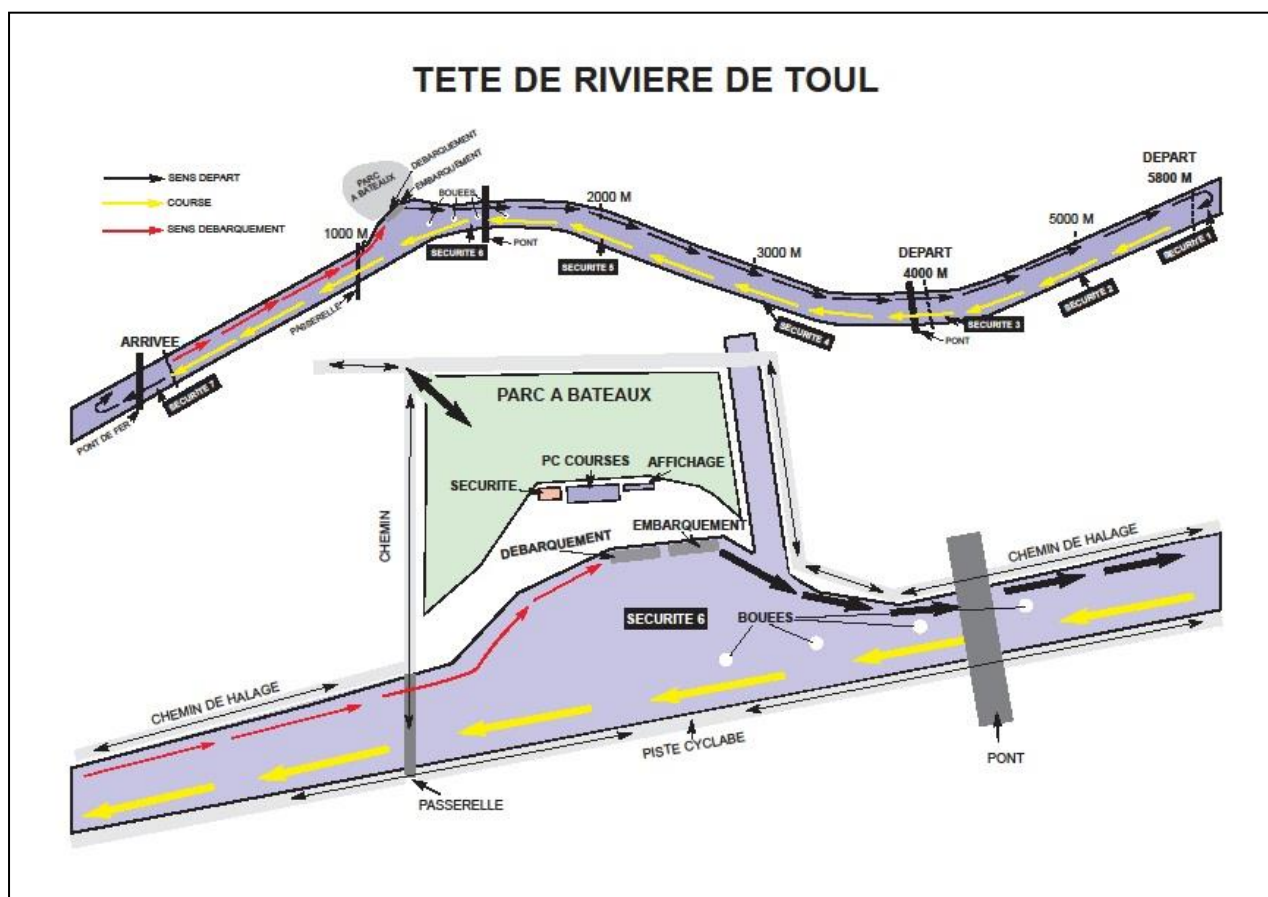 TETE DE RIVIERE DE TOUL
SENS DEPART
COURSE
SENS DEBARQUEMENT
PARC
A BATEAUX
DEBARQUEMENT
EMBARQUEMENT
BOUEES
1000 M
2000 M
3000 M
DEPART
4000 M
5000 M
DEPART
5800 M
SECURITE 1
SECURITE 2
SECURITE 3
SECURITE 4
SECURITE 5
SECURITE 6
SECURITE 7
PONT
PONT
PASSERELLE
ARRIVEE
PONT DE FER
PARC A BATEAUX
PC COURSES
AFFICHAGE
SECURITE
EMBARQUEMENT
DEBARQUEMENT
CHEMIN
CHEMIN DE HALAGE
SECURITE 6
BOUEES
CHEMIN DE HALAGE
PISTE CYCLABE
PONT
PASSERELLE